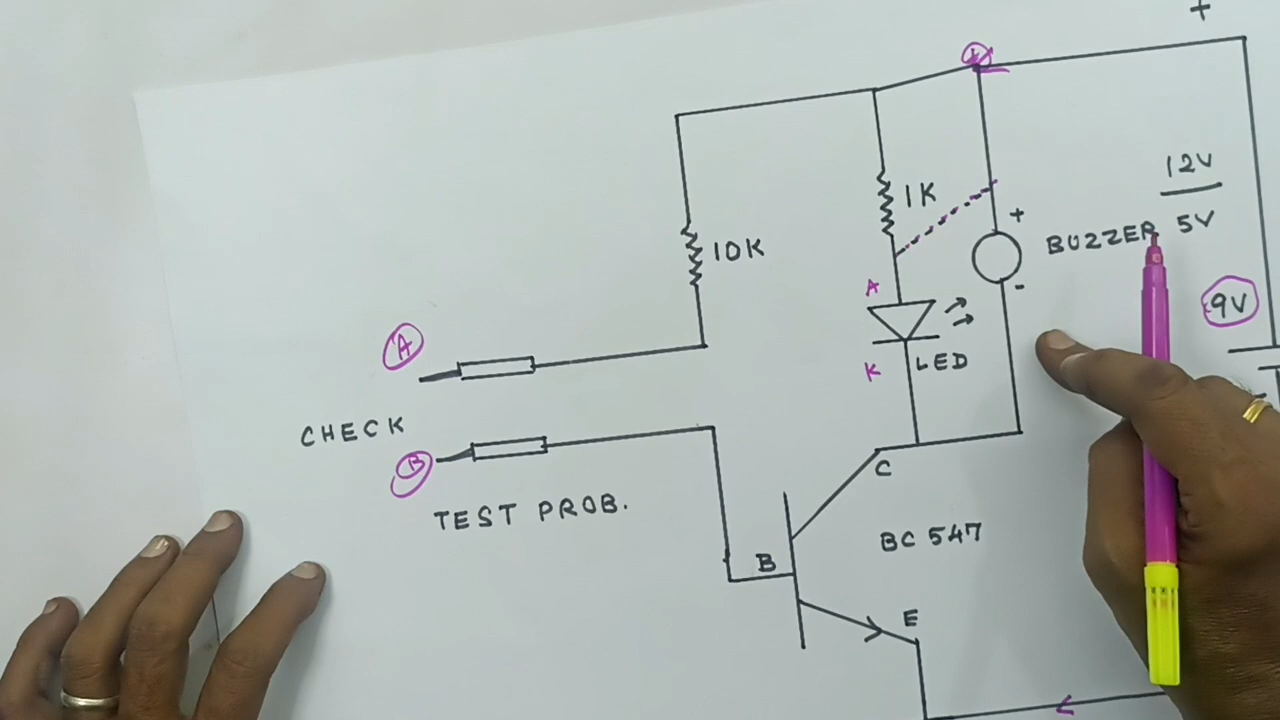 +
+
12V
5V
1K
+
BUZZER
-
10K
A
9V
A
K
LED
CHECK
B
C
TEST PROB.
BC 547
B
E